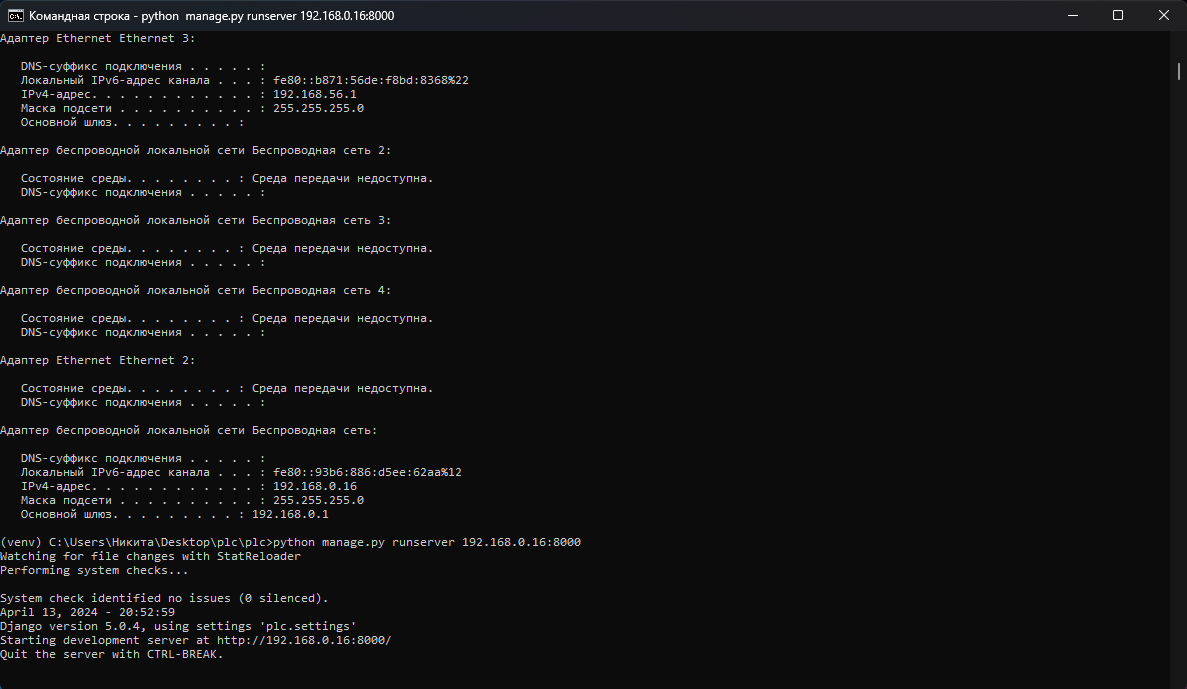 Командная строка - python  manage.py runserver 192.168.0.16:8000
Адаптер Ethernet Ethernet 3:
DNS-суффикс подключения . . . . . :
Локальный IPv6-адрес канала . . . : fe80::b871:56de:f8bd:8368%22
IPv4-адрес. . . . . . . . . . . . : 192.168.56.1
Маска подсети . . . . . . . . . . : 255.255.255.0
Основной шлюз. . . . . . . . . :
Адаптер беспроводной локальной сети Беспроводная сеть 2:
Состояние среды. . . . . . . . : Среда передачи недоступна.
DNS-суффикс подключения . . . . . :
Адаптер беспроводной локальной сети Беспроводная сеть 3:
Состояние среды. . . . . . . . : Среда передачи недоступна.
DNS-суффикс подключения . . . . . :
Адаптер беспроводной локальной сети Беспроводная сеть 4:
Состояние среды. . . . . . . . : Среда передачи недоступна.
DNS-суффикс подключения . . . . . :
Адаптер Ethernet Ethernet 2:
Состояние среды. . . . . . . . : Среда передачи недоступна.
DNS-суффикс подключения . . . . . :
Адаптер беспроводной локальной сети Беспроводная сеть:
DNS-суффикс подключения . . . . . :
Локальный IPv6-адрес канала . . . : fe80::93b6:886:d5ee:62aa%12
IPv4-адрес. . . . . . . . . . . . : 192.168.0.16
Маска подсети . . . . . . . . . . : 255.255.255.0
Основной шлюз. . . . . . . . . : 192.168.0.1
(venv) C:\Users\Никита\Desktop\plc\plc>python manage.py runserver 192.168.0.16:8000
Watching for file changes with StatReloader
Performing system checks...
System check identified no issues (0 silenced).
April 13, 2024 - 20:52:59
Django version 5.0.4, using settings 'plc.settings'
Starting development server at http://192.168.0.16:8000/
Quit the server with CTRL-BREAK.